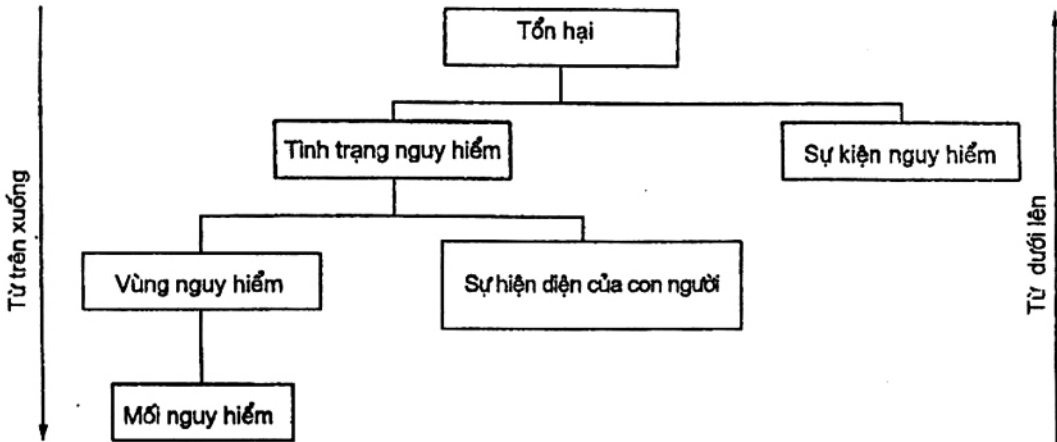 Tổn hại
Tình trạng nguy hiểm
Sự kiện nguy hiểm
Vùng nguy hiểm
Sự hiện diện của con người
Mối nguy hiểm
Từ trên xuống
Từ dưới lên